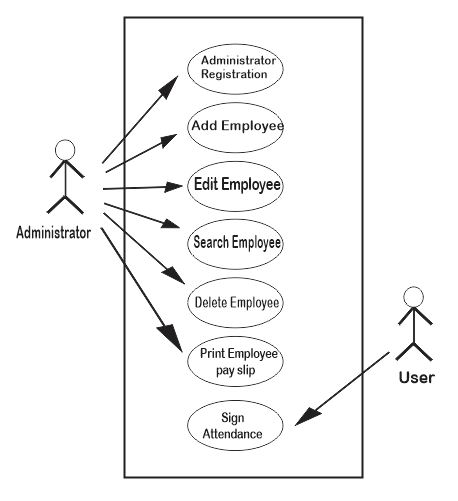 Administrator
Registration
Add Employee
Edit Employee
Administrator
Search Employee
Delete Employee
Print Employee
pay slip
User
Sign
Attendance